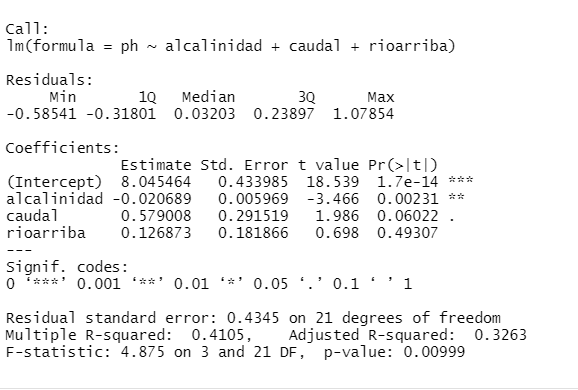 Call:
lm(formula = ph ~ alcalinidad + caudal + rioarriba)
Residuals:
Min 1Q Median 3Q Max
-0.58541 -0.31801 0.03203 0.23897 1.07854
Coefficients:
Estimate Std. Error t value Pr(>|t|)
(Intercept) 8.045464 0.433985 18.539 1.7e-14 ***
alcalinidad -0.020689 0.005969 -3.466 0.00231 **
caudal 0.579008 0.291519 1.986 0.06022 .
rioarriba 0.126873 0.181866 0.698 0.49307
---
Signif. codes:
0 ‘***’ 0.001 ‘**’ 0.01 ‘*’ 0.05 ‘.’ 0.1 ‘ ’ 1
Residual standard error: 0.4345 on 21 degrees of freedom
Multiple R-squared: 0.4105, Adjusted R-squared: 0.3263
F-statistic: 4.875 on 3 and 21 DF, p-value: 0.00999